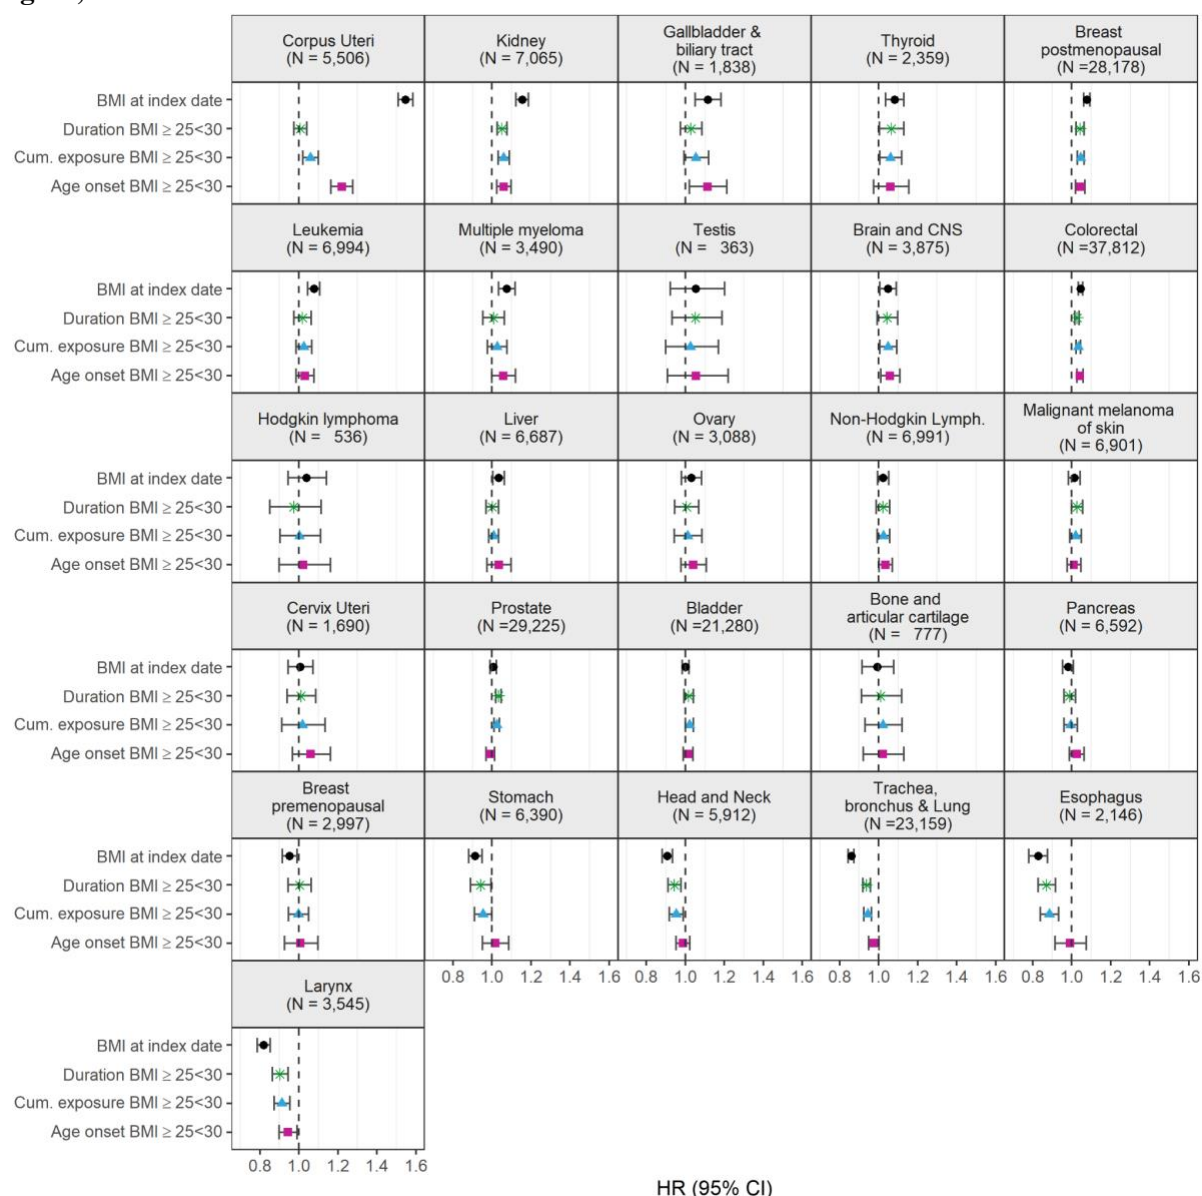 Corpus Uteri
(N = 5,506)
Kidney
(N = 7,065)
Gallbladder &
biliary tract
(N = 1,838)
Thyroid
(N = 2,359)
Breast
postmenopausal
(N =28,178)
BMI at index date
Duration BMI ≥ 25<30
Cum. exposure BMI ≥ 25<30
Age onset BMI ≥ 25<30
Leukemia
(N = 6,994)
Multiple myeloma
(N = 3,490)
Testis
(N = 363)
Brain and CNS
(N = 3,875)
Colorectal
(N =37,812)
BMI at index date
Duration BMI ≥ 25<30
Cum. exposure BMI ≥ 25<30
Age onset BMI ≥ 25<30
Hodgkin lymphoma
(N = 536)
Liver
(N = 6,687)
Ovary
(N = 3,088)
Non-Hodgkin Lymph.
(N = 6,991)
Malignant melanoma
of skin
(N = 6,901)
BMI at index date
Duration BMI ≥ 25<30
Cum. exposure BMI ≥ 25<30
Age onset BMI ≥ 25<30
Cervix Uteri
(N = 1,690)
Prostate
(N =29,225)
Bladder
(N =21,280)
Bone and
articular cartilage
(N = 777)
Pancreas
(N = 6,592)
BMI at index date
Duration BMI ≥ 25<30
Cum. exposure BMI ≥ 25<30
Age onset BMI ≥ 25<30
Breast
premenopausal
(N = 2,997)
Stomach
(N = 6,390)
Head and Neck
(N = 5,912)
Trachea,
bronchus & Lung
(N =23,159)
Esophagus
(N = 2,146)
BMI at index date
Duration BMI ≥ 25<30
Cum. exposure BMI ≥ 25<30
Age onset BMI ≥ 25<30
0.8 1.0 1.2 1.4 1.6 0.8 1.0 1.2 1.4 1.6 0.8 1.0 1.2 1.4 1.6 0.8 1.0 1.2 1.4 1.6
Larynx
(N = 3,545)
BMI at index date
Duration BMI ≥ 25<30
Cum. exposure BMI ≥ 25<30
Age onset BMI ≥ 25<30
0.8 1.0 1.2 1.4 1.6
HR (95% CI)